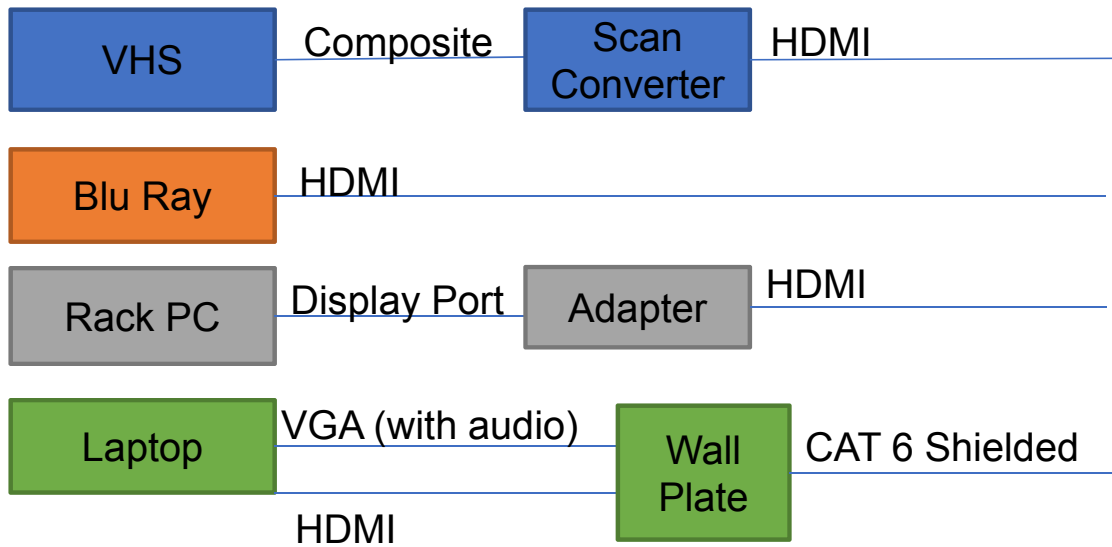 VHS
Composite
Scan
Converter
HDMI
Blu Ray
HDMI
Rack PC
Display Port
Adapter
HDMI
Laptop
VGA (with audio)
HDMI
Wall
Plate
CAT 6 Shielded